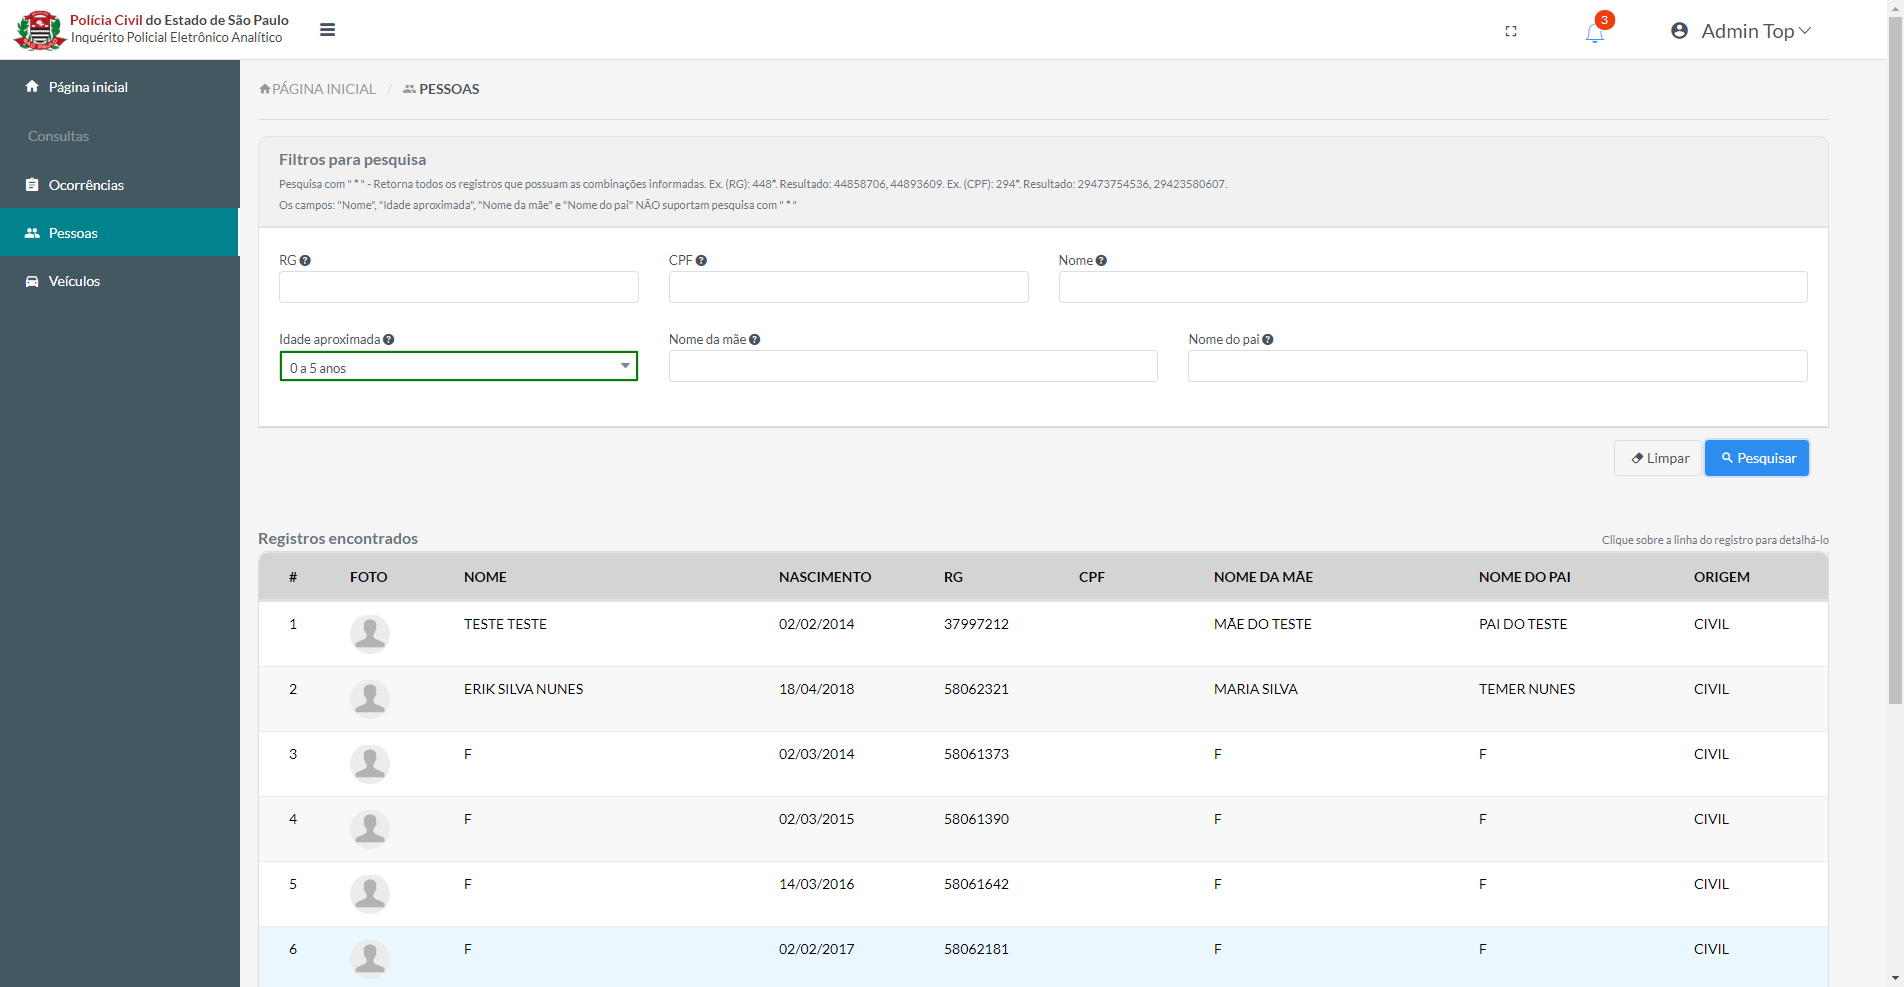 Polícia Civil do Estado de São Paulo
Inquérito Policial Eletrônico Analítico
3
Admin Top
Página inicial
Consultas
Ocorrências
Pessoas
Veículos
PÁGINA INICIAL / PESSOAS
Filtros para pesquisa
Pesquisa com " * " - Retorna todos os registros que possuam as combinações informadas. Ex. (RG): 448*. Resultado: 44858706, 44893609. Ex. (CPF): 294*. Resultado: 29473754536, 29423580607.
Os campos: "Nome", "Idade aproximada", "Nome da mãe" e "Nome do pai" NÃO suportam pesquisa com " * "
RG ? CPF ? Nome ?
Idade aproximada ? Nome da mãe ? Nome do pai ?
0 a 5 anos
Limpar Pesquisar
Registros encontrados Clique sobre a linha do registro para detalhá-lo
# FOTO NOME NASCIMENTO RG CPF NOME DA MÃE NOME DO PAI ORIGEM
1 TESTE TESTE 02/02/2014 37997212 MÃE DO TESTE PAI DO TESTE CIVIL
2 ERIK SILVA NUNES 18/04/2018 58062321 MARIA SILVA TEMER NUNES CIVIL
3 F 02/03/2014 58061373 F F CIVIL
4 F 02/03/2015 58061390 F F CIVIL
5 F 14/03/2016 58061642 F F CIVIL
6 F 02/02/2017 58062181 F F CIVIL